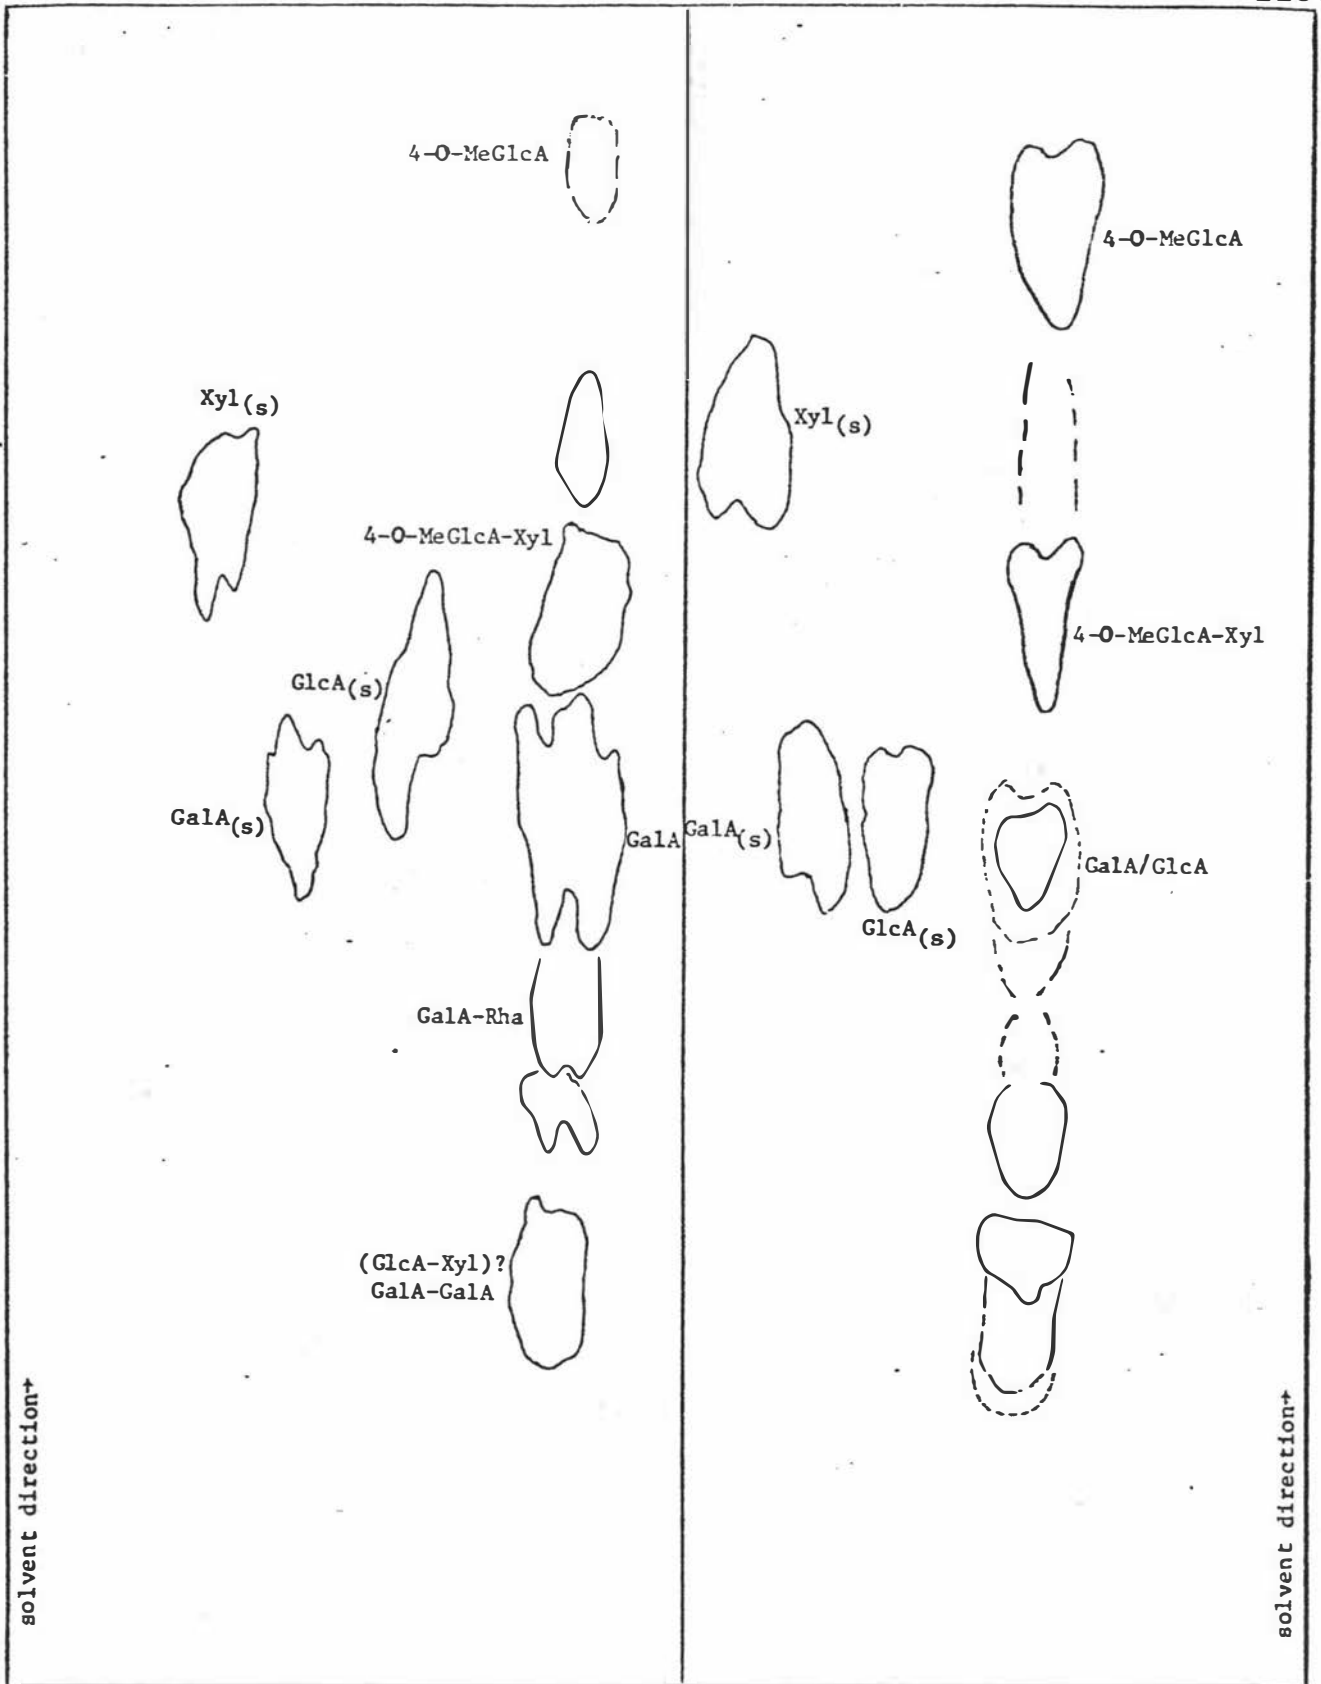 4-O-MeGlcA
Xyl(s)
4-O-MeGlcA-Xyl
GlcA(s)
GalA(s)
GalA
GalA-Rha
(GlcA-Xyl)?
GalA-GalA
solvent direction→
4-O-MeGlcA
Xyl(s)
4-O-MeGlcA-Xyl
GalA(s)
GalA/GlcA
GlcA(s)
solvent direction→